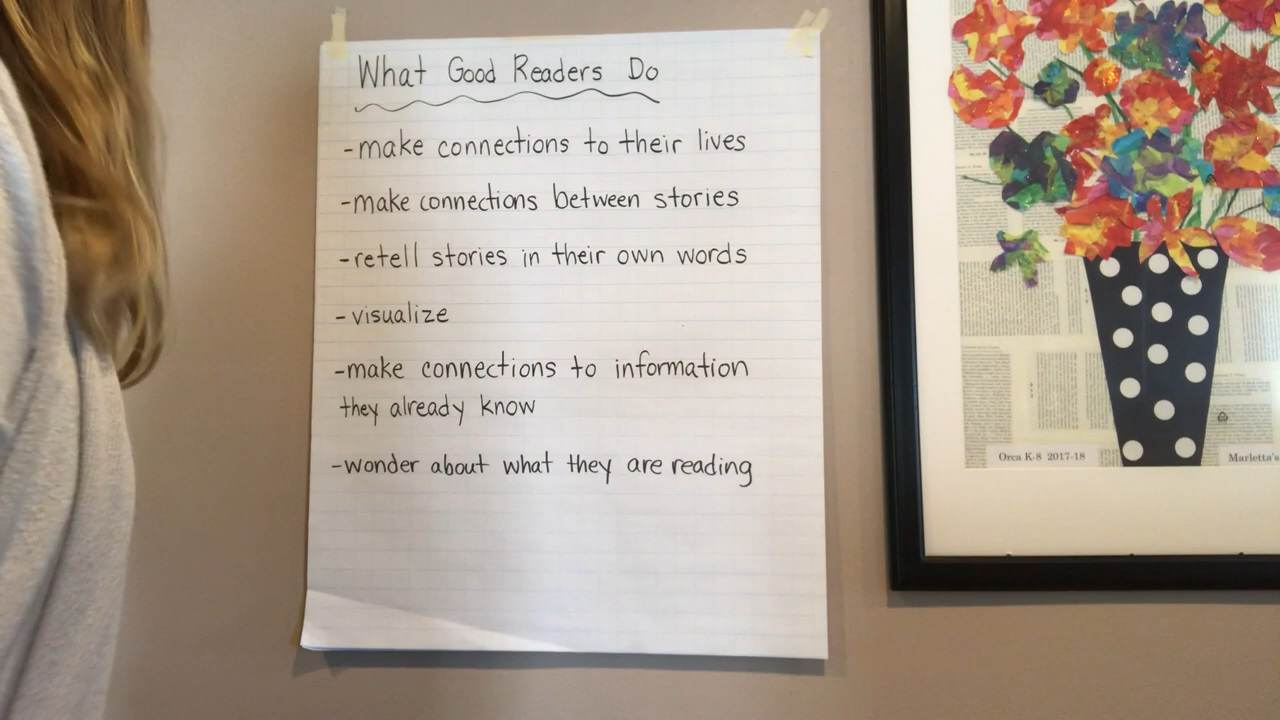 What Good Readers Do
-make connections to their lives
-make connections between stories
-retell stories in their own words
-visualize
-make connections to information
they already know
-wonder about what they are reading
Orca K-8 2017-18
Marletta's